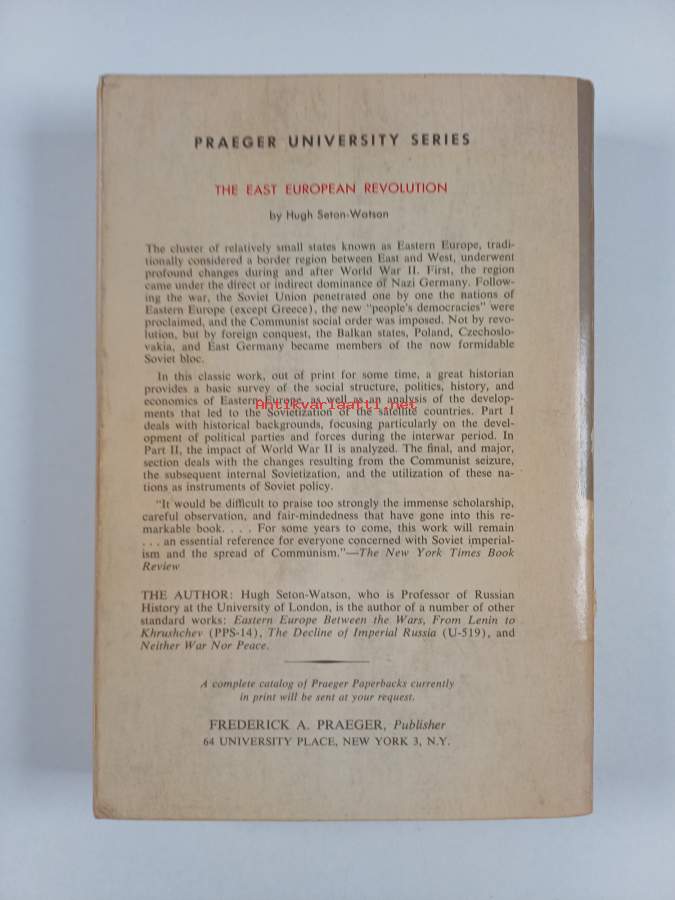 PRAEGER UNIVERSITY SERIES
THE EAST EUROPEAN REVOLUTION
by Hugh Seton-Watson
The cluster of relatively small states known as Eastern Europe, tradi-
tionally considered a border region between East and West, underwent
profound changes during and after World War II. First, the region
came under the direct or indirect dominance of Nazi Germany. Follow-
ing the war, the Soviet Union penetrated one by one the nations of
Eastern Europe (except Greece), the new "people's democracies" were
proclaimed, and the Communist social order was imposed. Not by revo-
lution, but by foreign conquest, the Balkan states, Poland, Czechoslo-
vakia, and East Germany became members of the now formidable
Soviet bloc.
In this classic work, out of print for some time, a great historian
provides a basic survey of the social structure, politics, history, and
economics of Eastern Europe, as well as an analysis of the develop-
Antikvariaatti.net
ments that led to the Sovietization of the satellite countries. Part I
deals with historical backgrounds, focusing particularly on the devel-
opment of political parties and forces during the interwar period. In
Part II, the impact of World War II is analyzed. The final, and major,
section deals with the changes resulting from the Communist seizure,
the subsequent internal Sovietization, and the utilization of these na-
tions as instruments of Soviet policy.
"It would be difficult to praise too strongly the immense scholarship,
careful observation, and fair-mindedness that have gone into this re-
markable book. . . . For some years to come, this work will remain
. . . an essential reference for everyone concerned with Soviet imperial-
ism and the spread of Communism."—The New York Times Book
Review
THE AUTHOR: Hugh Seton-Watson, who is Professor of Russian
History at the University of London, is the author of a number of other
standard works: Eastern Europe Between the Wars, From Lenin to
Khrushchev (PPS-14), The Decline of Imperial Russia (U-519), and
Neither War Nor Peace.
A complete catalog of Praeger Paperbacks currently
in print will be sent at your request.
FREDERICK A. PRAEGER, Publisher
64 UNIVERSITY PLACE, NEW YORK 3, N.Y.